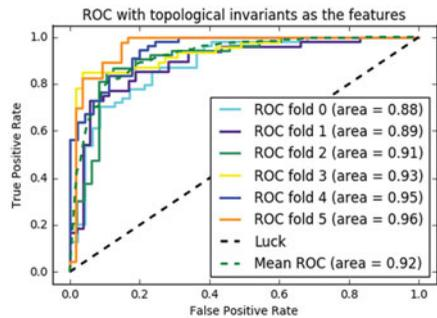 ROC with topological invariants as the features
True Positive Rate
1.0
0.8
0.6
0.4
0.2
0.0
ROC fold 0 (area = 0.88)
ROC fold 1 (area = 0.89)
ROC fold 2 (area = 0.91)
ROC fold 3 (area = 0.93)
ROC fold 4 (area = 0.95)
ROC fold 5 (area = 0.96)
Luck
Mean ROC (area = 0.92)
0.0 0.2 0.4 0.6 0.8 1.0
False Positive Rate